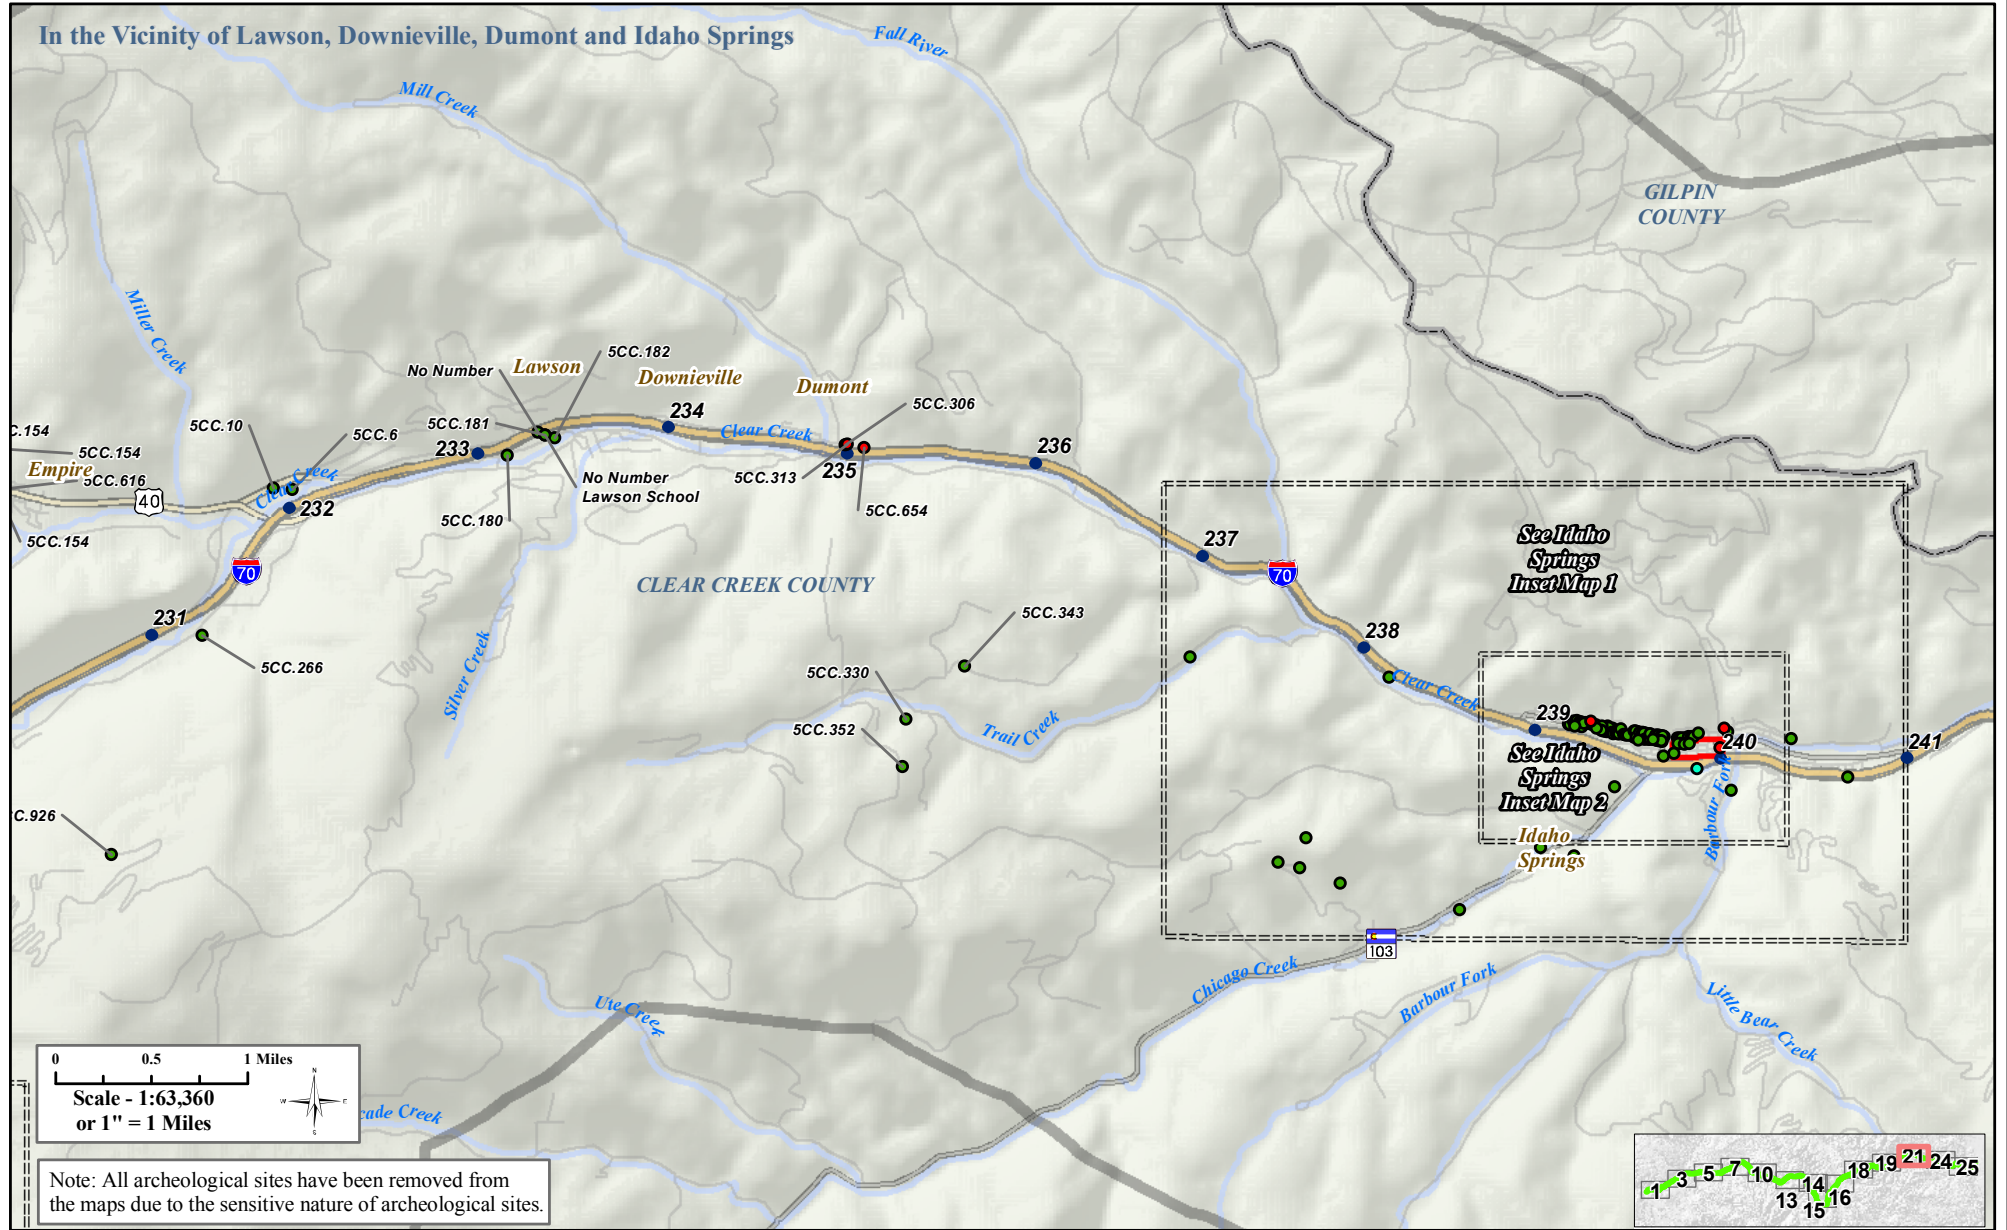 In the Vicinity of Lawson, Downieville, Dumont and Idaho Springs
Fall River
Mill Creek
GILPIN
COUNTY
Miller Creek
5CC.182
No Number
Lawson
Downieville
Dumont
5CC.306
C.154
5CC.10
5CC.6
5CC.181
234
Clear Creek
5CC.154
Empire
5CC.616
233
235
236
5CC.313
No Number
Lawson School
40
Clear Creek
232
5CC.180
5CC.654
5CC.154
237
See Idaho
Springs
Inset Map 1
70
70
CLEAR CREEK COUNTY
231
5CC.343
238
5CC.266
Silver Creek
5CC.330
Clear Creek
5CC.352
Trail Creek
239
240
241
See Idaho
Springs
Inset Map 2
Barbour Fork
C.926
Idaho
Springs
103
Chicago Creek
Barbour Fork
Little Bear Creek
Ute Creek
0 0.5 1 Miles
Scale - 1:63,360
or 1" = 1 Miles
N
W E
S
cade Creek
Note: All archeological sites have been removed from
the maps due to the sensitive nature of archeological sites.
1 3 5 7 10 13 14 15 16 18 19 21 24 25